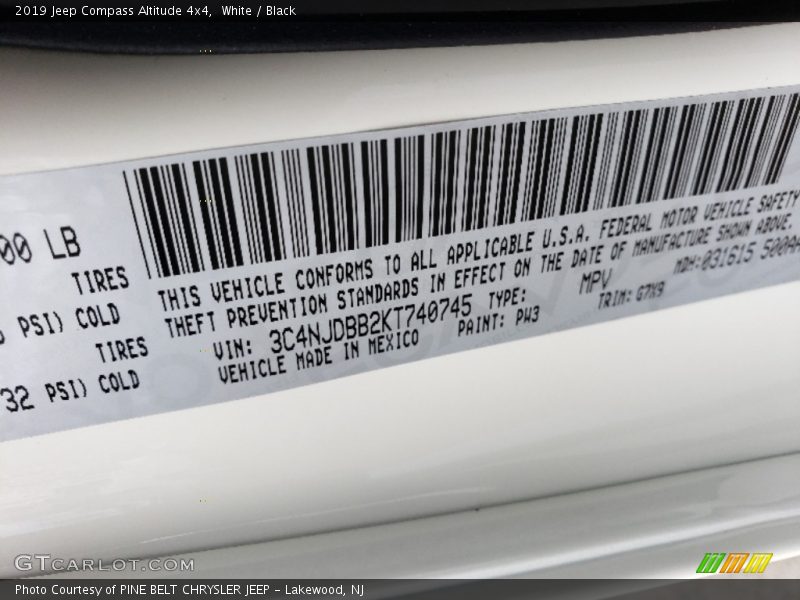 2019 Jeep Compass Altitude 4x4,  White / Black
00 LB
TIRES
PSI) COLD
TIRES
32 PSI) COLD
THIS VEHICLE CONFORMS TO ALL APPLICABLE U.S.A. FEDERAL MOTOR VEHICLE SAFETY
THEFT PREVENTION STANDARDS IN EFFECT ON THE DATE OF MANUFACTURE SHOWN ABOVE.
VIN: 3C4NJDBB2KT740745 TYPE: MPV MDH:031615 500AA
VEHICLE MADE IN MEXICO PAINT: PW3 TRIM: G7X9
GTCARLOT.COM
Photo Courtesy of PINE BELT CHRYSLER JEEP - Lakewood, NJ